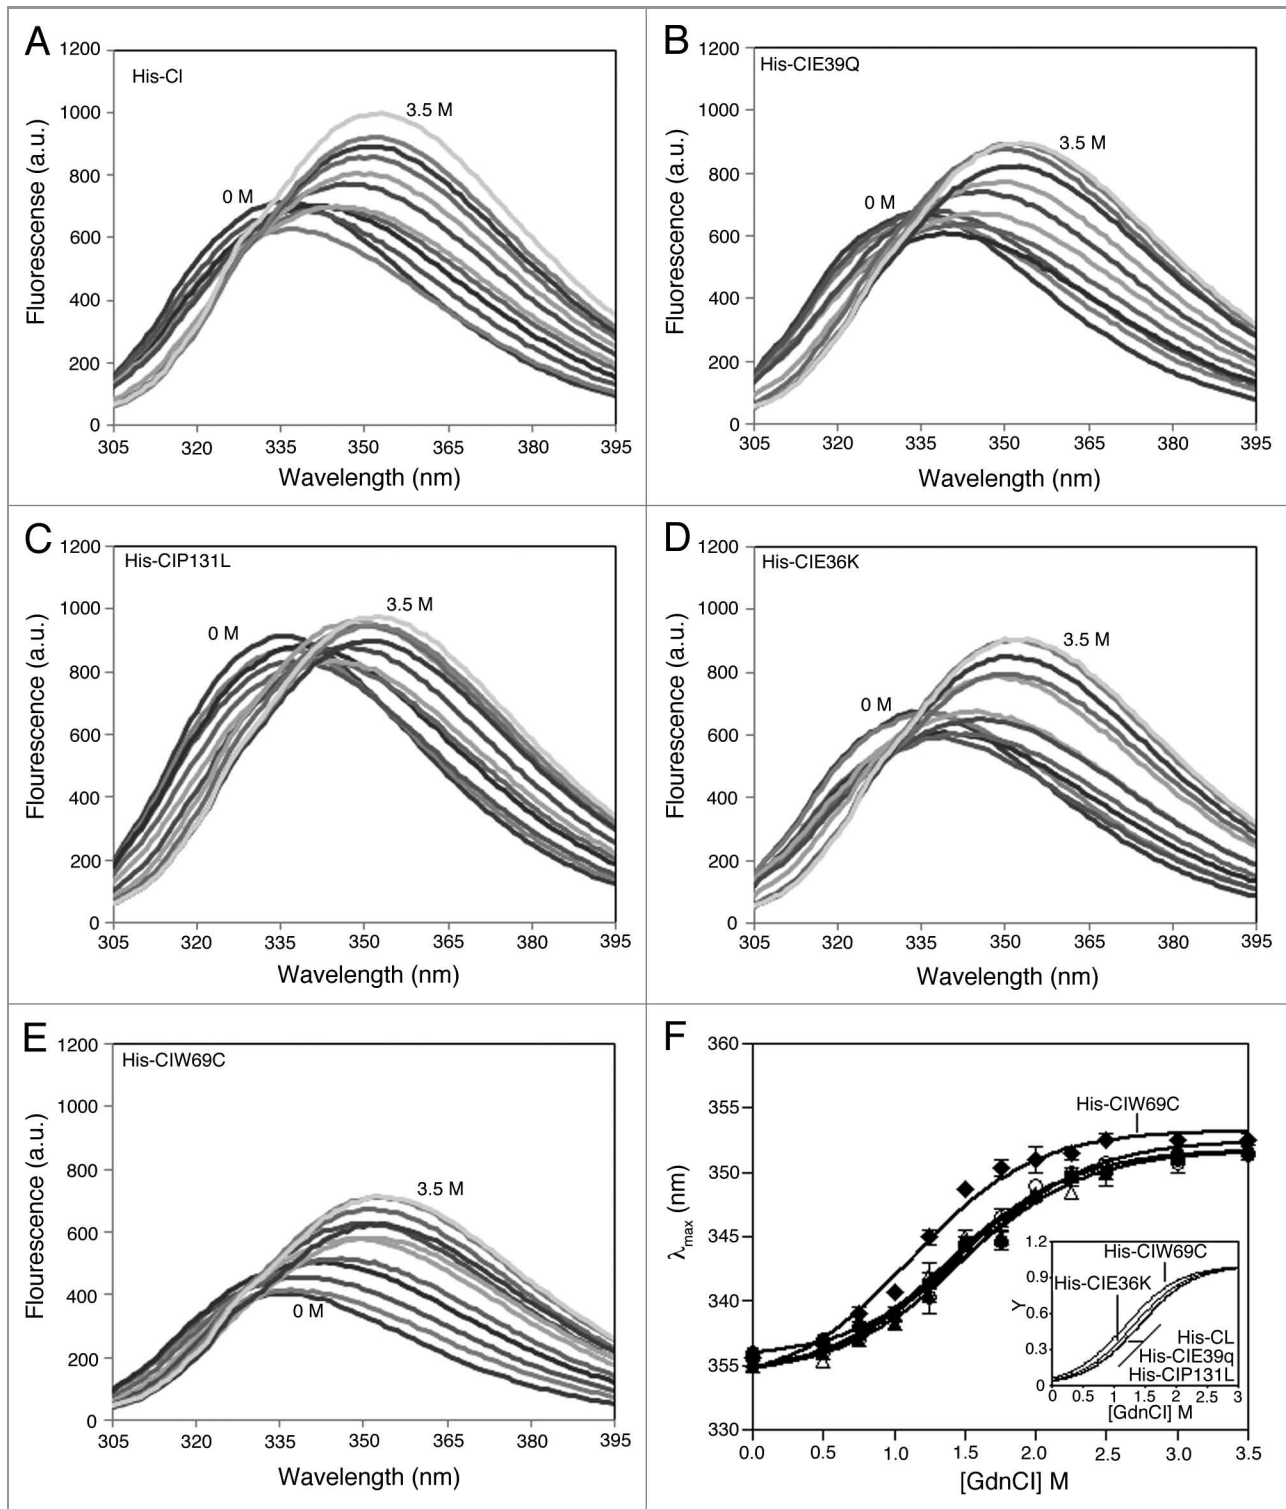 A
His-CI
1200
1000
800
600
400
200
0
305
320
335
350
365
380
395
0 M
3.5 M
Fluorescense (a.u.)
Wavelength (nm)
B
His-CIE39Q
1200
1000
800
600
400
200
0
305
320
335
350
365
380
395
0 M
3.5 M
Fluorescence (a.u.)
Wavelength (nm)
C
His-CIP131L
1200
1000
800
600
400
200
0
305
320
335
350
365
380
395
0 M
3.5 M
Flourescence (a.u.)
Wavelength (nm)
D
His-CIE36K
1200
1000
800
600
400
200
0
305
320
335
350
365
380
395
0 M
3.5 M
Flourescence (a.u.)
Wavelength (nm)
E
His-CIW69C
1200
1000
800
600
400
200
0
305
320
335
350
365
380
395
0 M
3.5 M
Flourescence (a.u.)
Wavelength (nm)
F
360
355
350
345
340
355
330
0.0
0.5
1.0
1.5
2.0
2.5
3.0
3.5
λmax (nm)
[GdnCI] M
His-CIW69C
1.2
0.9
0.6
0.3
0
Y
His-CIW69C
His-CIE36K
His-CL
His-CIE39q
His-CIP131L
0
0.5
1
1.5
2
2.5
3
[GdnCI] M